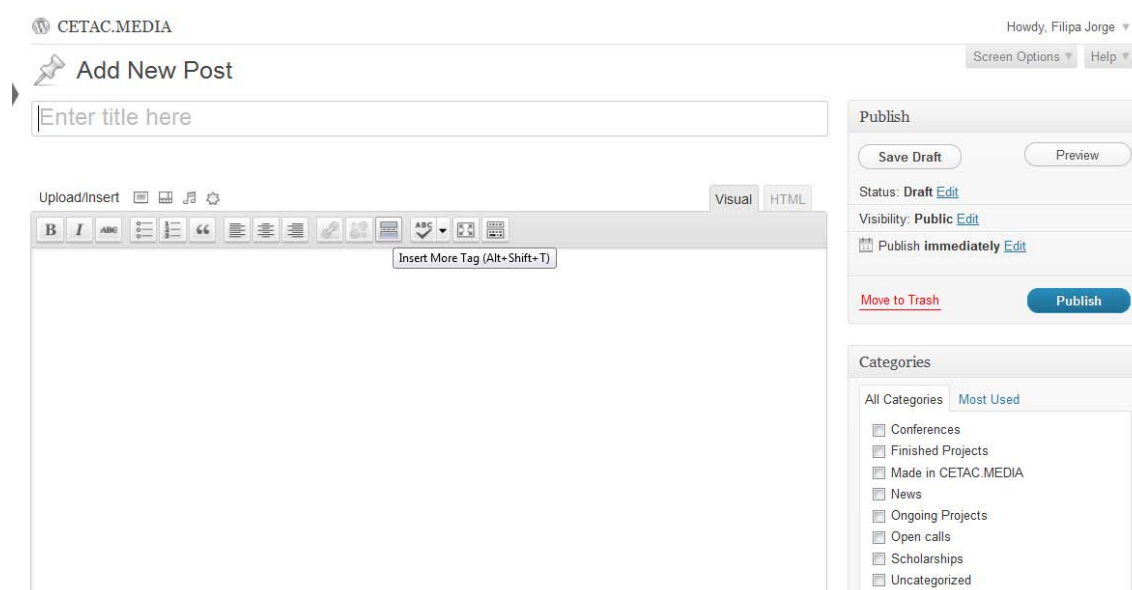 CETAC.MEDIA
Howdy, Filipa Jorge
Screen Options
Help
Add New Post
Enter title here
Upload/Insert
Visual
HTML
B I ABC
ABC
Insert More Tag (Alt+Shift+T)
Publish
Save Draft
Preview
Status: Draft Edit
Visibility: Public Edit
Publish immediately Edit
Move to Trash
Publish
Categories
All Categories
Most Used
Conferences
Finished Projects
Made in CETAC.MEDIA
News
Ongoing Projects
Open calls
Scholarships
Uncategorized